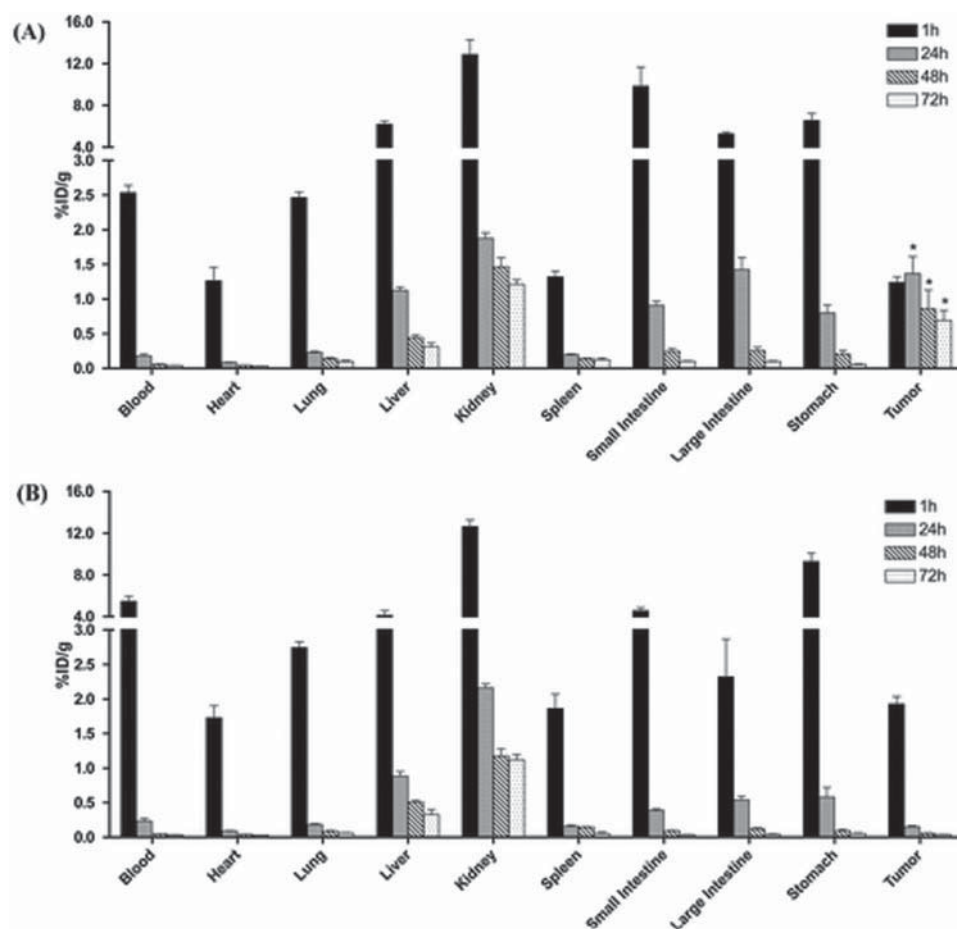 (A)
16.0
12.0
8.0
4.0
3.0
2.5
2.0
1.5
1.0
0.5
0.0
%ID/g
1h
24h
48h
72h
* * *
Blood Heart Lung Liver Kidney Spleen Small Intestine Large Intestine Stomach Tumor
(B)
16.0
12.0
8.0
4.0
3.0
2.5
2.0
1.5
1.0
0.5
0.0
%ID/g
1h
24h
48h
72h
Blood Heart Lung Liver Kidney Spleen Small Intestine Large Intestine Stomach Tumor